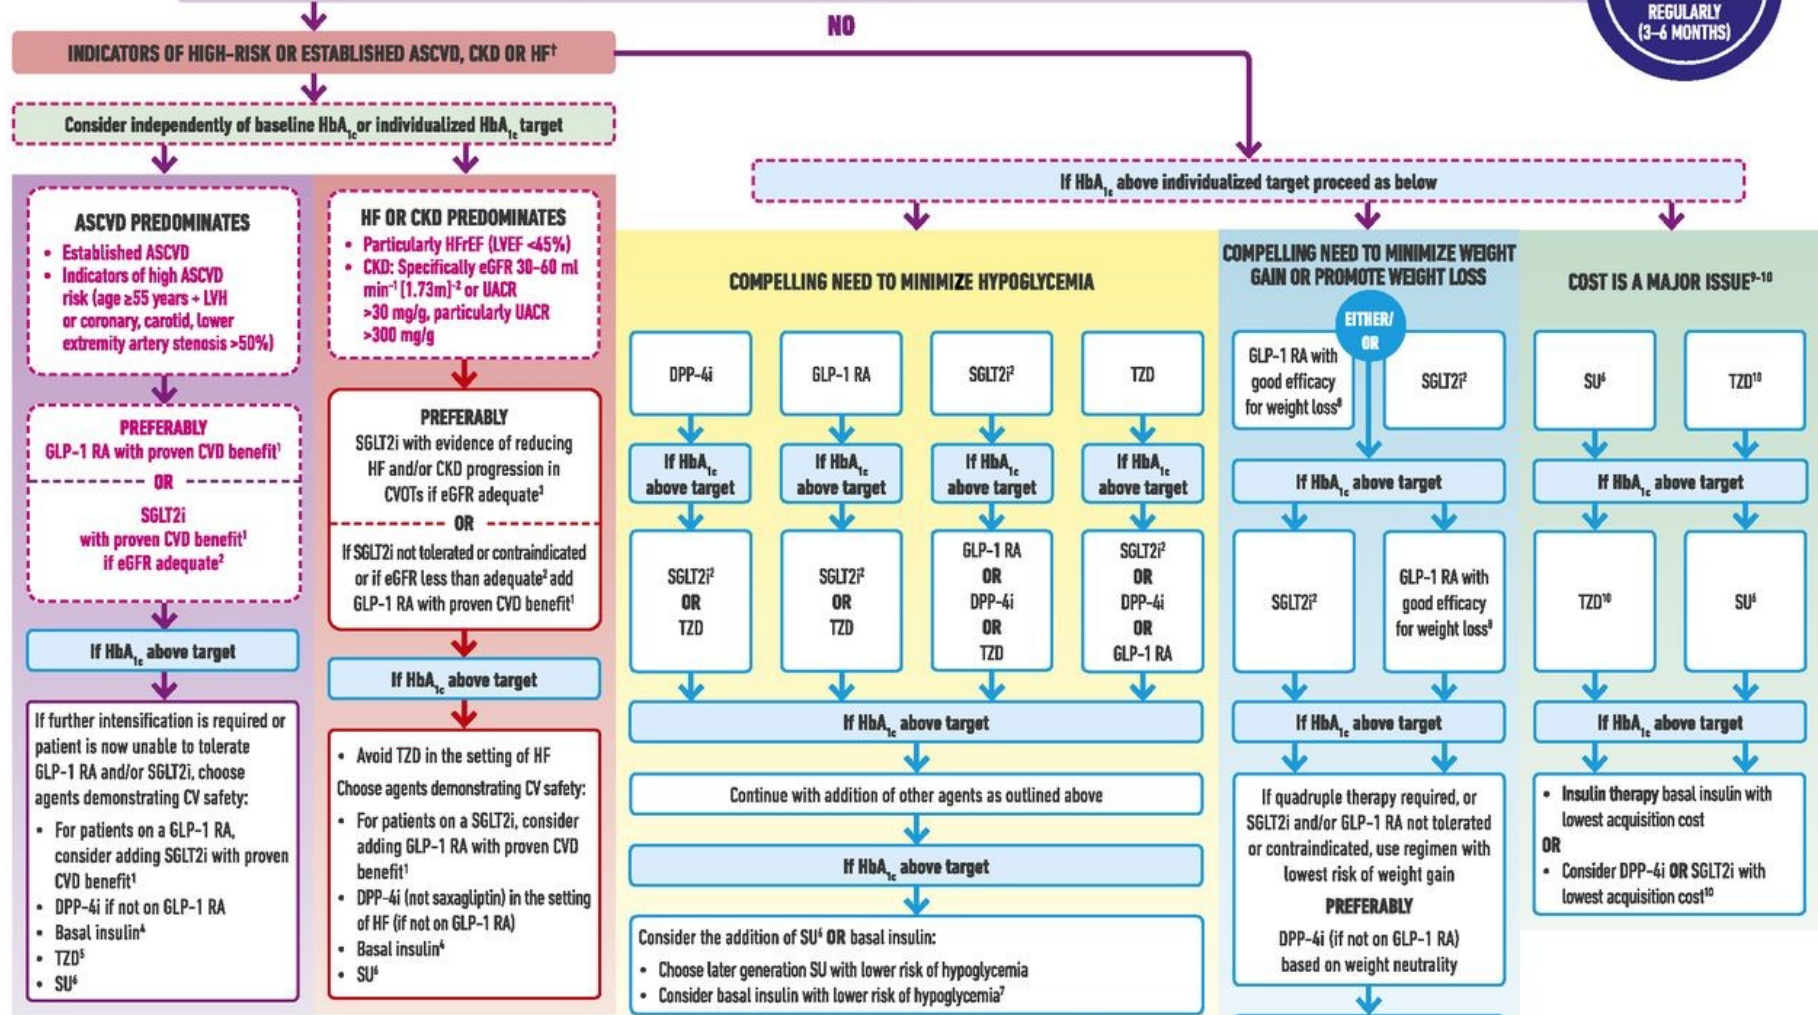 REGULARLY
(3–6 MONTHS)
NO
INDICATORS OF HIGH-RISK OR ESTABLISHED ASCVD, CKD OR HF†
Consider independently of baseline HbA1c or individualized HbA1c target
ASCVD PREDOMINATES
• Established ASCVD
• Indicators of high ASCVD
risk (age ≥55 years + LVH
or coronary, carotid, lower
extremity artery stenosis >50%)
PREFERABLY
GLP-1 RA with proven CVD benefit¹
OR
SGLT2i
with proven CVD benefit¹
if eGFR adequate²
If HbA1c above target
If further intensification is required or
patient is now unable to tolerate
GLP-1 RA and/or SGLT2i, choose
agents demonstrating CV safety:
• For patients on a GLP-1 RA,
consider adding SGLT2i with proven
CVD benefit¹
• DPP-4i if not on GLP-1 RA
• Basal insulin⁴
• TZD⁵
• SU⁶
HF OR CKD PREDOMINATES
• Particularly HFrEF (LVEF <45%)
• CKD: Specifically eGFR 30–60 ml
min⁻¹ [1.73m]⁻² or UACR
>30 mg/g, particularly UACR
>300 mg/g
PREFERABLY
SGLT2i with evidence of reducing
HF and/or CKD progression in
CVOTs if eGFR adequate³
OR
If SGLT2i not tolerated or contraindicated
or if eGFR less than adequate² add
GLP-1 RA with proven CVD benefit¹
If HbA1c above target
• Avoid TZD in the setting of HF
Choose agents demonstrating CV safety:
• For patients on a SGLT2i, consider
adding GLP-1 RA with proven CVD
benefit¹
• DPP-4i (not saxagliptin) in the setting
of HF (if not on GLP-1 RA)
• Basal insulin⁴
• SU⁶
If HbA1c above individualized target proceed as below
COMPELLING NEED TO MINIMIZE HYPOGLYCEMIA
DPP-4i
GLP-1 RA
SGLT2i²
TZD
If HbA1c
above target
If HbA1c
above target
If HbA1c
above target
If HbA1c
above target
SGLT2i²
OR
TZD
SGLT2i²
OR
TZD
GLP-1 RA
OR
DPP-4i
OR
TZD
SGLT2i²
OR
DPP-4i
OR
GLP-1 RA
If HbA1c above target
Continue with addition of other agents as outlined above
If HbA1c above target
Consider the addition of SU⁶ OR basal insulin:
• Choose later generation SU with lower risk of hypoglycemia
• Consider basal insulin with lower risk of hypoglycemia⁷
COMPELLING NEED TO MINIMIZE WEIGHT
GAIN OR PROMOTE WEIGHT LOSS
EITHER/
OR
GLP-1 RA with
good efficacy
for weight loss⁸
SGLT2i²
If HbA1c above target
SGLT2i²
GLP-1 RA with
good efficacy
for weight loss⁸
If HbA1c above target
If quadruple therapy required, or
SGLT2i and/or GLP-1 RA not tolerated
or contraindicated, use regimen with
lowest risk of weight gain
PREFERABLY
DPP-4i (if not on GLP-1 RA)
based on weight neutrality
COST IS A MAJOR ISSUE⁹⁻¹⁰
SU⁶
TZD¹⁰
If HbA1c above target
TZD¹⁰
SU⁶
If HbA1c above target
• Insulin therapy basal insulin with
lowest acquisition cost
OR
• Consider DPP-4i OR SGLT2i with
lowest acquisition cost¹⁰